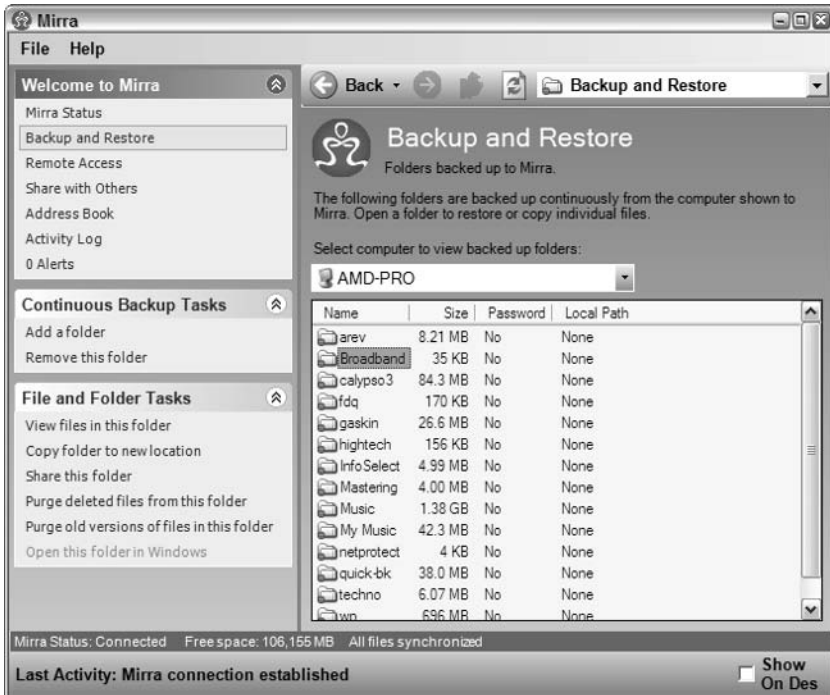 Mirra
File Help
Welcome to Mirra
Mirra Status
Backup and Restore
Remote Access
Share with Others
Address Book
Activity Log
0 Alerts
Continuous Backup Tasks
Add a folder
Remove this folder
File and Folder Tasks
View files in this folder
Copy folder to new location
Share this folder
Purge deleted files from this folder
Purge old versions of files in this folder
Open this folder in Windows
Back Backup and Restore
Backup and Restore
Folders backed up to Mirra.
The following folders are backed up continuously from the computer shown to
Mirra. Open a folder to restore or copy individual files.
Select computer to view backed up folders:
AMD-PRO
Name Size Password Local Path
arev 8.21 MB No None
Broadband 35 KB No None
calypso3 84.3 MB No None
fdq 170 KB No None
gaskin 26.6 MB No None
hightech 156 KB No None
InfoSelect 4.99 MB No None
Mastering 4.00 MB No None
Music 1.38 GB No None
My Music 42.3 MB No None
netprotect 4 KB No None
quick-bk 38.0 MB No None
techno 6.07 MB No None
wp 696 MB No None
Mirra Status: Connected Free space: 106,155 MB All files synchronized
Last Activity: Mirra connection established
Show
On Des